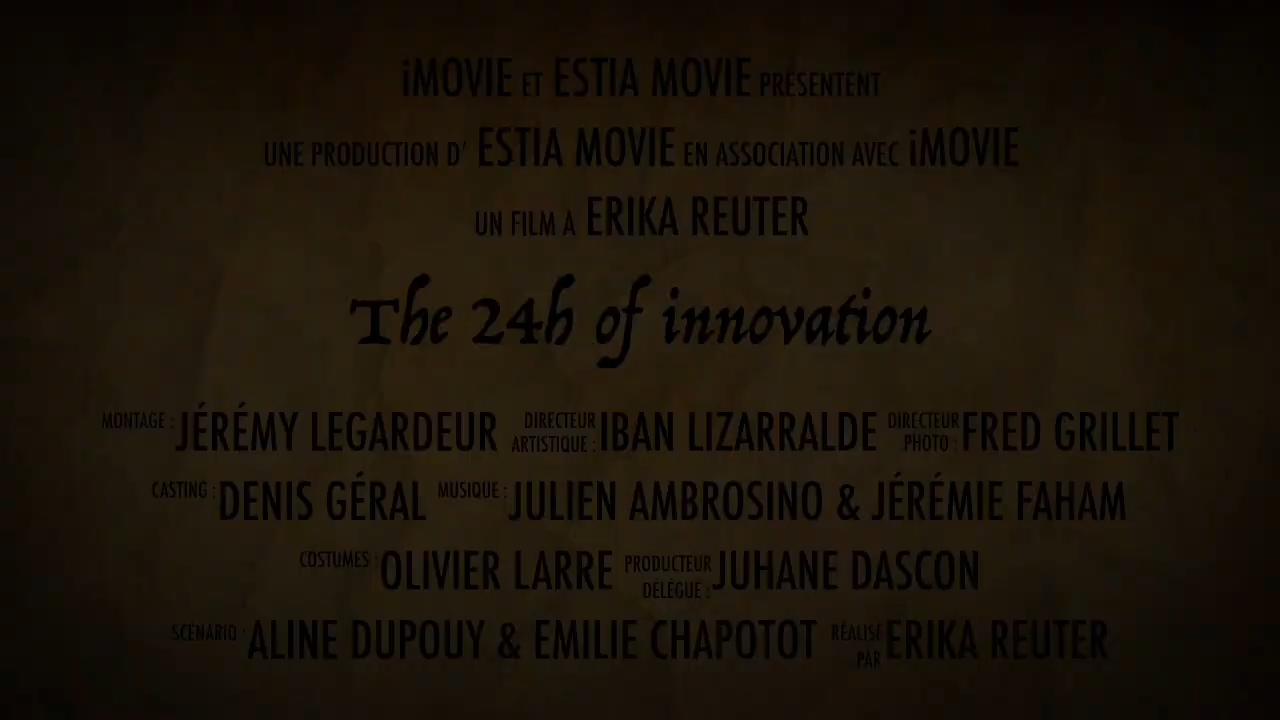 iMOVIE ET ESTIA MOVIE PRÉSENTENT
UNE PRODUCTION D' ESTIA MOVIE EN ASSOCIATION AVEC iMOVIE
UN FILM A ERIKA REUTER
The 24h of innovation
MONTAGE : JÉRÉMY LEGARDEUR DIRECTEUR ARTISTIQUE : IBAN LIZARRALDE DIRECTEUR PHOTO : FRED GRILLET
CASTING : DENIS GÉRAL MUSIQUE : JULIEN AMBROSINO & JÉRÉMIE FAHAM
COSTUMES : OLIVIER LARRE PRODUCTEUR DÉLÉGUÉ : JUHANE DASCON
SCÉNARIO : ALINE DUPOUY & EMILIE CHAPOTOT RÉALISÉ PAR ERIKA REUTER